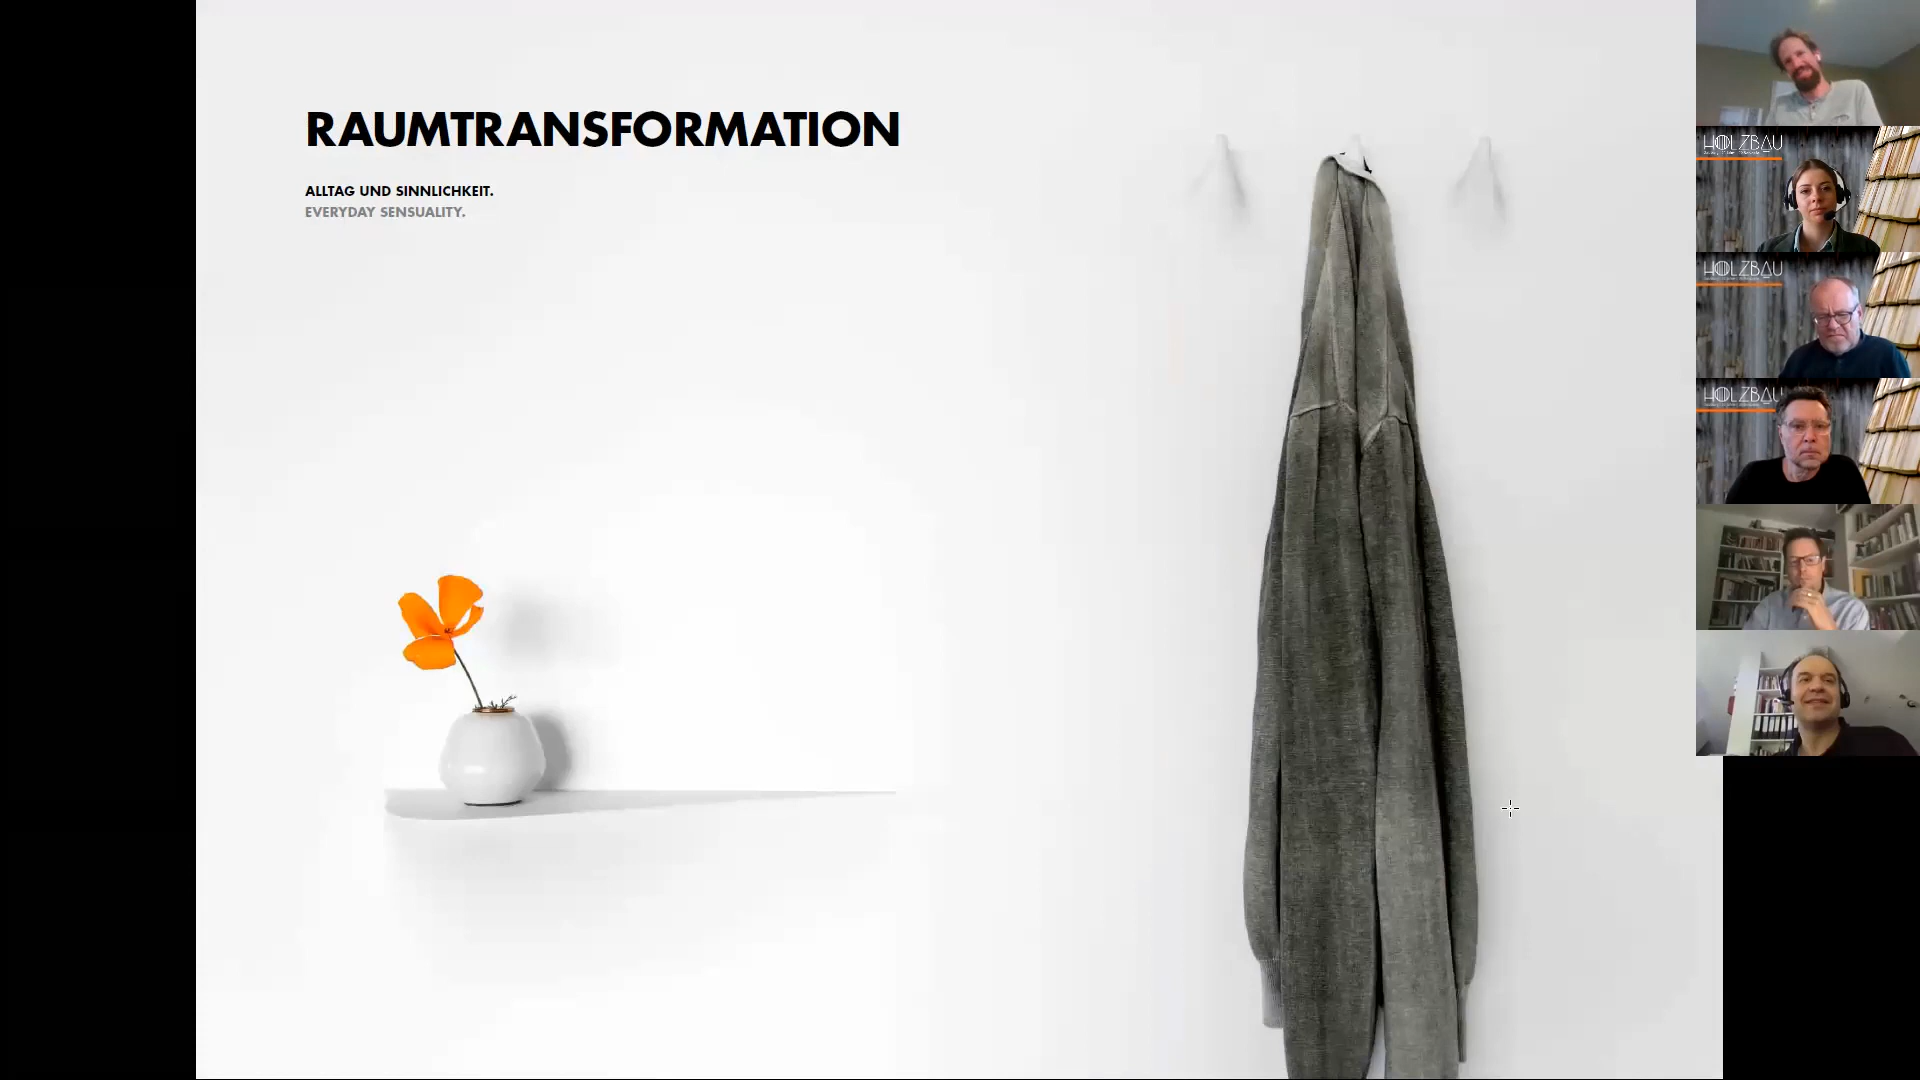 RAUMTRANSFORMATION
ALLTAG UND SINNLICHKEIT.
EVERYDAY SENSUALITY.
HOLZBAU
HOLZBAU
HOLZBAU